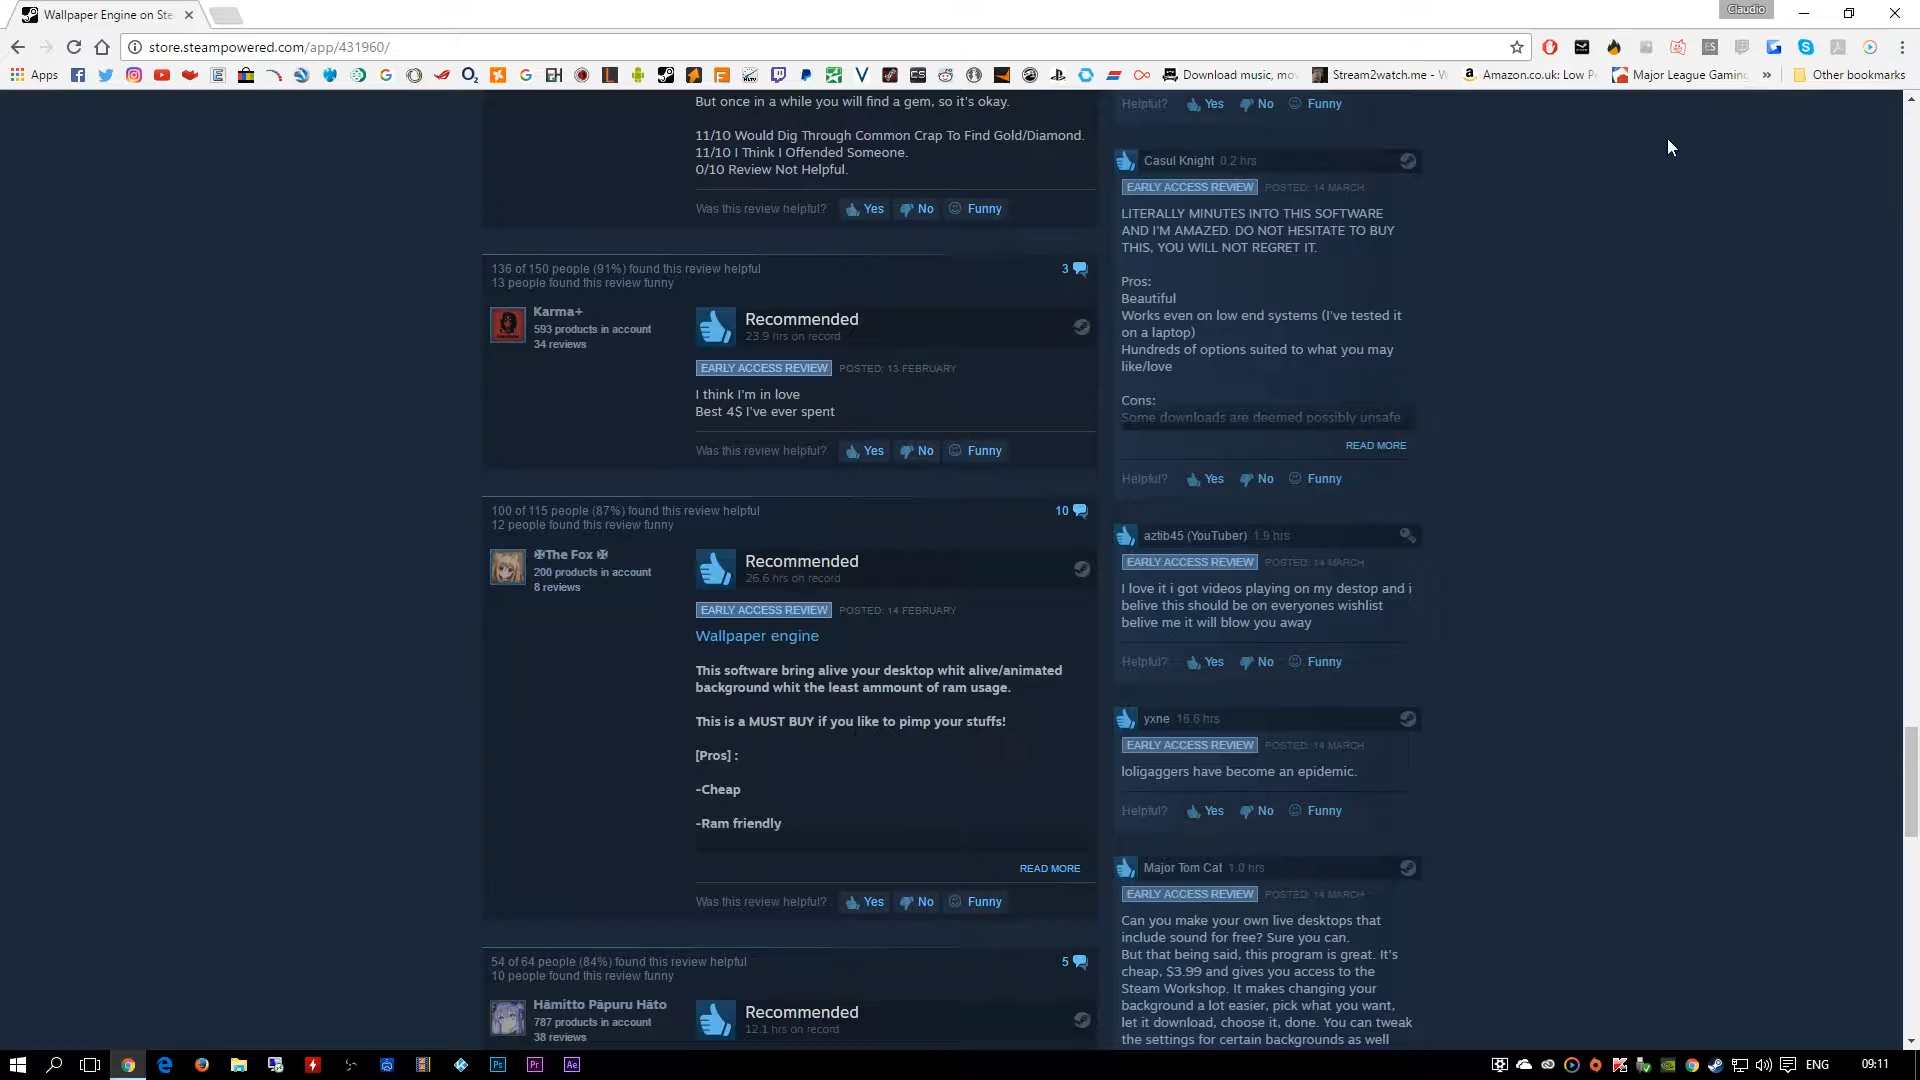 Wallpaper Engine on Ste
Claudio
store.steampowered.com/app/431960/
Apps
Download music, mo
Stream2watch.me - W
Amazon.co.uk: Low P
Major League Gaming
Other bookmarks
But once in a while you will find a gem, so it's okay.
11/10 Would Dig Through Common Crap To Find Gold/Diamond.
11/10 I Think I Offended Someone.
0/10 Review Not Helpful.
Was this review helpful? Yes No Funny
136 of 150 people (91%) found this review helpful
13 people found this review funny
3
Karma+
593 products in account
34 reviews
Recommended
23.9 hrs on record
EARLY ACCESS REVIEW POSTED: 13 FEBRUARY
I think I'm in love
Best 4$ I've ever spent
Was this review helpful? Yes No Funny
100 of 115 people (87%) found this review helpful
12 people found this review funny
10
✠The Fox ✠
200 products in account
8 reviews
Recommended
26.6 hrs on record
EARLY ACCESS REVIEW POSTED: 14 FEBRUARY
Wallpaper engine
This software bring alive your desktop whit alive/animated
background whit the least ammount of ram usage.
This is a MUST BUY if you like to pimp your stuffs!
[Pros] :
-Cheap
-Ram friendly
READ MORE
Was this review helpful? Yes No Funny
54 of 64 people (84%) found this review helpful
10 people found this review funny
5
Hāmitto Pāpuru Hāto
787 products in account
38 reviews
Recommended
12.1 hrs on record
Helpful? Yes No Funny
Casul Knight 0.2 hrs
EARLY ACCESS REVIEW POSTED: 14 MARCH
LITERALLY MINUTES INTO THIS SOFTWARE
AND I'M AMAZED. DO NOT HESITATE TO BUY
THIS, YOU WILL NOT REGRET IT.
Pros:
Beautiful
Works even on low end systems (I've tested it
on a laptop)
Hundreds of options suited to what you may
like/love
Cons:
Some downloads are deemed possibly unsafe
READ MORE
Helpful? Yes No Funny
aztib45 (YouTuber) 1.9 hrs
EARLY ACCESS REVIEW POSTED: 14 MARCH
I love it i got videos playing on my destop and i
belive this should be on everyones wishlist
belive me it will blow you away
Helpful? Yes No Funny
yxne 16.6 hrs
EARLY ACCESS REVIEW POSTED: 14 MARCH
loligaggers have become an epidemic.
Helpful? Yes No Funny
Major Tom Cat 1.0 hrs
EARLY ACCESS REVIEW POSTED: 14 MARCH
Can you make your own live desktops that
include sound for free? Sure you can.
But that being said, this program is great. It's
cheap, $3.99 and gives you access to the
Steam Workshop. It makes changing your
background a lot easier, pick what you want,
let it download, choose it, done. You can tweak
the settings for certain backgrounds as well
Ps
Pr
Ae
ENG
09:11